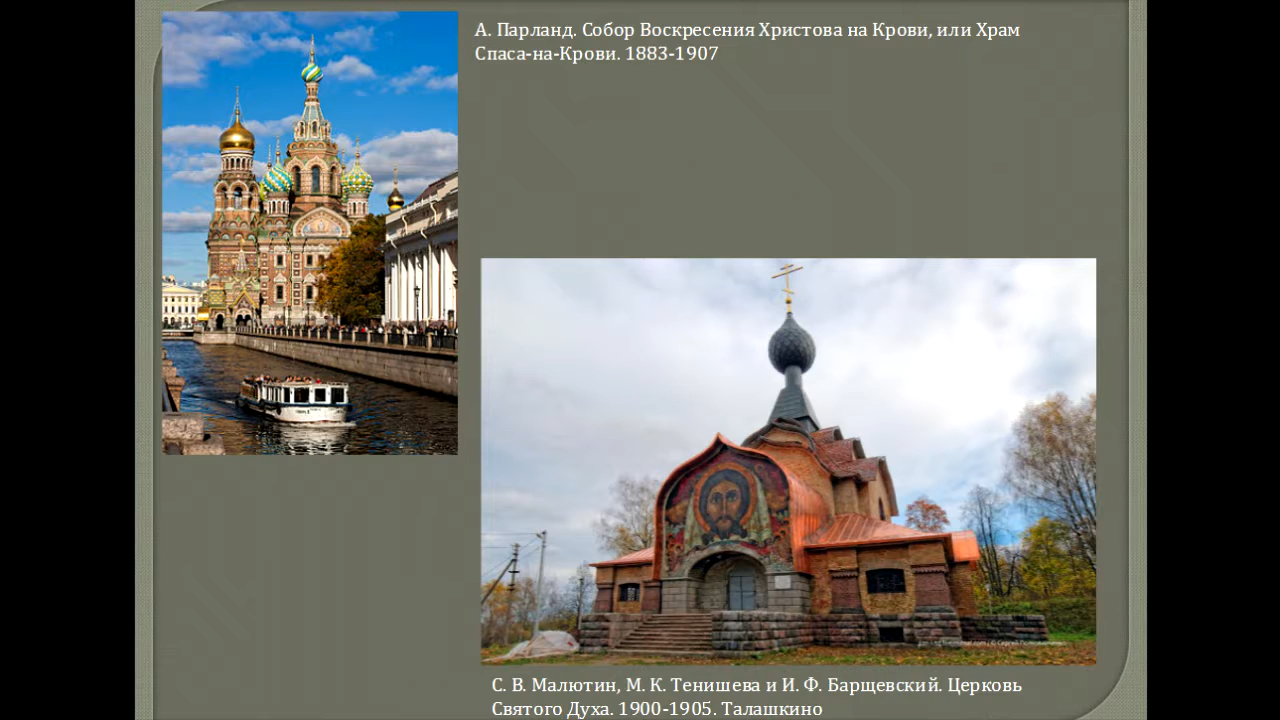 А. Парланд. Собор Воскресения Христова на Крови, или Храм
Спаса-на-Крови. 1883-1907
С. В. Малютин, М. К. Тенишева и И. Ф. Барщевский. Церковь
Святого Духа. 1900-1905. Талашкино